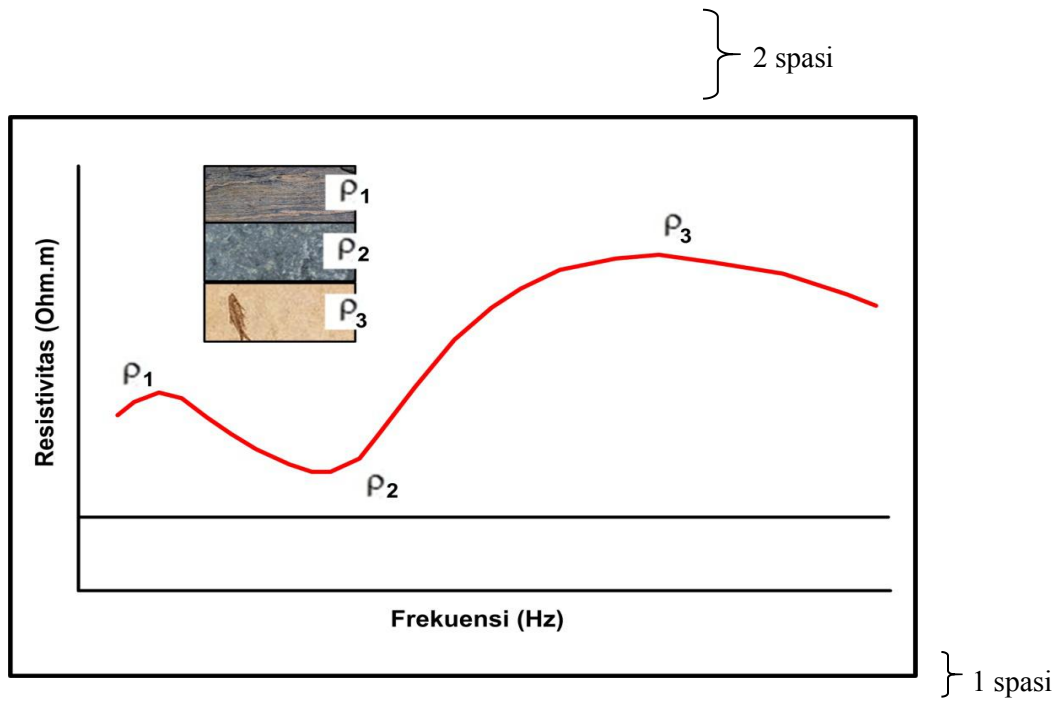 2 spasi
ρ1
ρ2
ρ3
ρ3
ρ1
ρ2
Resistivitas (Ohm.m)
Frekuensi (Hz)
1 spasi